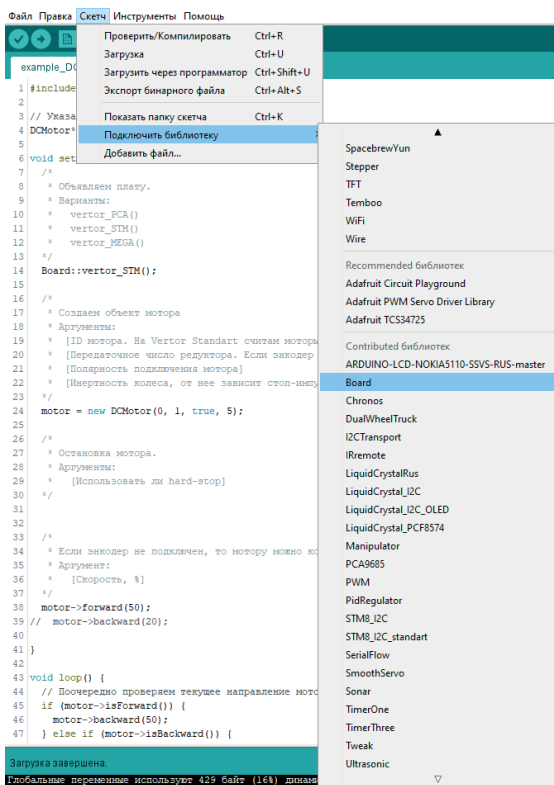 Файл Правка Скетч Инструменты Помощь
Проверить/Компилировать Ctrl+R
Загрузка Ctrl+U
Загрузить через программатор Ctrl+Shift+U
Экспорт бинарного файла Ctrl+Alt+S
Показать папку скетча Ctrl+K
Подключить библиотеку
Добавить файл...
SpacebrewYun
Stepper
TFT
Temboo
WiFi
Wire
Recommended библиотек
Adafruit Circuit Playground
Adafruit PWM Servo Driver Library
Adafruit TCS34725
Contributed библиотек
ARDUINO-LCD-NOKIA5110-SSVS-RUS-master
Board
Chronos
DualWheelTruck
I2CTransport
IRremote
LiquidCrystalRus
LiquidCrystal_I2C
LiquidCrystal_I2C_OLED
LiquidCrystal_PCF8574
Manipulator
PCA9685
PWM
PidRegulator
STM8_I2C
STM8_I2C_standart
SerialFlow
SmoothServo
Sonar
TimerOne
TimerThree
Tweak
Ultrasonic
example_DC
1 #include
2
3 // Указа
4 DCMotor*
5
6 void set
7 /*
8 * Объявляем плату.
9 * Варианты:
10 * vertor_PCA()
11 * vertor_STM()
12 * vertor_MEGA()
13 */
14 Board::vertor_STM();
15
16 /*
17 * Создаем объект мотора
18 * Аргументы:
19 * [ID мотора. На Vertor Standart считам моторы
20 * [Передаточное число редуктора. Если энкодер
21 * [Полярность подключения мотора]
22 * [Инертность колеса, от нее зависит стоп-импу
23 */
24 motor = new DCMotor(0, 1, true, 5);
25
26 /*
27 * Остановка мотора.
28 * Аргументы:
29 * [Использовать ли hard-stop]
30 */
31
32
33 /*
34 * Если энкодер не подключен, то мотору можно ко
35 * Аргумент:
36 * [Скорость, %]
37 */
38 motor->forward(50);
39 // motor->backward(20);
40
41 }
42
43 void loop() {
44 // Поочередно проверяем текущее направление мото
45 if (motor->isForward()) {
46 motor->backward(50);
47 } else if (motor->isBackward()) {
Загрузка завершена.
Глобальные переменные используют 429 байт (16%) динами